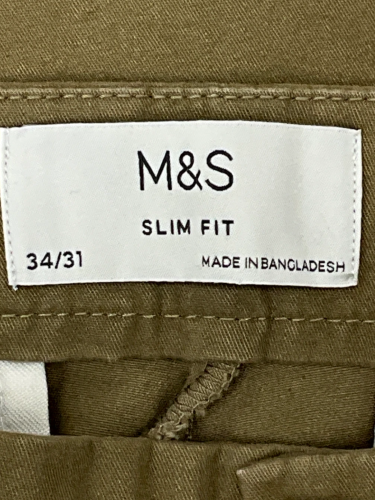 M&S
SLIM FIT
34/31
MADE IN BANGLADESH